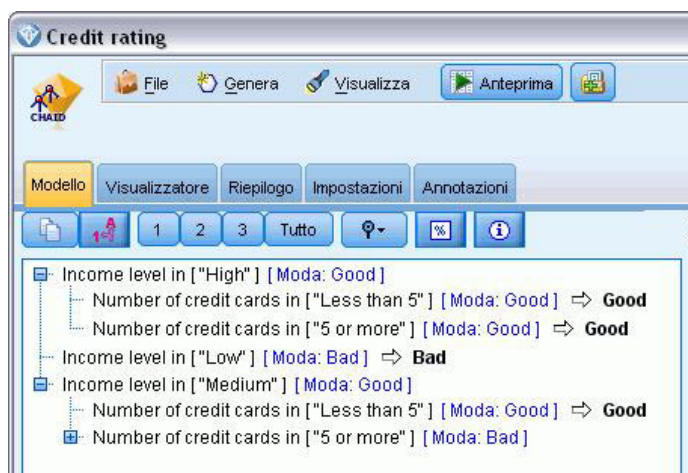 Credit rating
CHAID
File Genera Visualizza Anteprima
Modello Visualizzatore Riepilogo Impostazioni Annotazioni
1 2 3 Tutto %
Income level in ["High"] [Moda: Good]
Number of credit cards in ["Less than 5"] [Moda: Good] ⇨ Good
Number of credit cards in ["5 or more"] [Moda: Good] ⇨ Good
Income level in ["Low"] [Moda: Bad] ⇨ Bad
Income level in ["Medium"] [Moda: Good]
Number of credit cards in ["Less than 5"] [Moda: Good] ⇨ Good
Number of credit cards in ["5 or more"] [Moda: Bad]